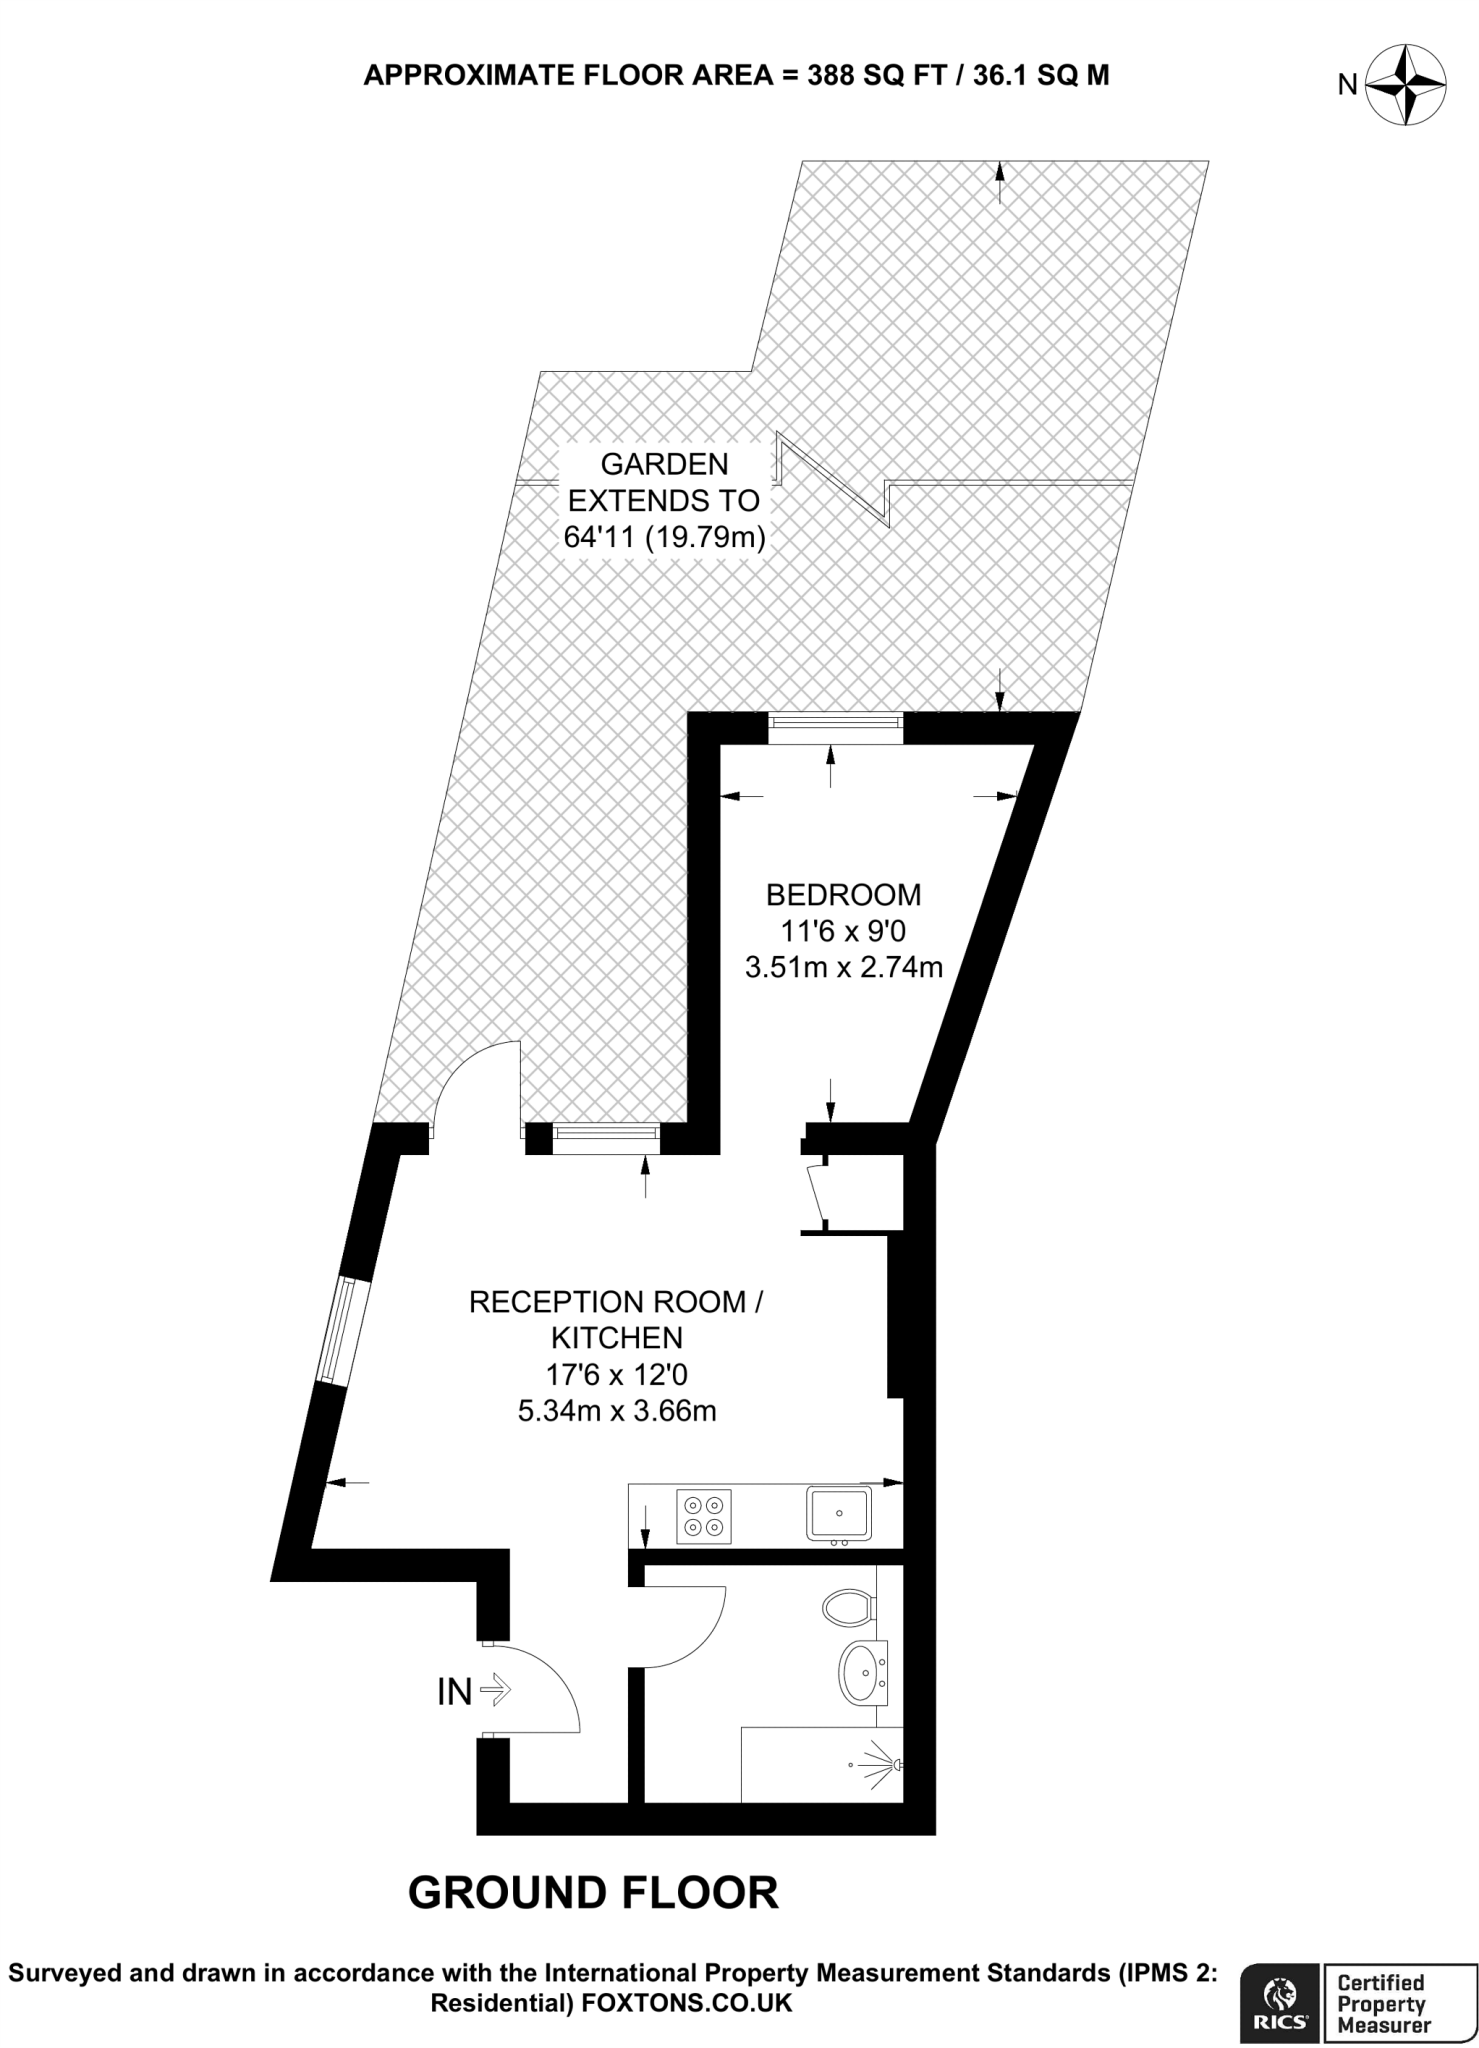 APPROXIMATE FLOOR AREA = 388 SQ FT / 36.1 SQ M
N
GARDEN
EXTENDS TO
64'11 (19.79m)
BEDROOM
11'6 x 9'0
3.51m x 2.74m
RECEPTION ROOM /
KITCHEN
17'6 x 12'0
5.34m x 3.66m
IN
GROUND FLOOR
Surveyed and drawn in accordance with the International Property Measurement Standards (IPMS 2:
Residential) FOXTONS.CO.UK
RICS
Certified
Property
Measurer